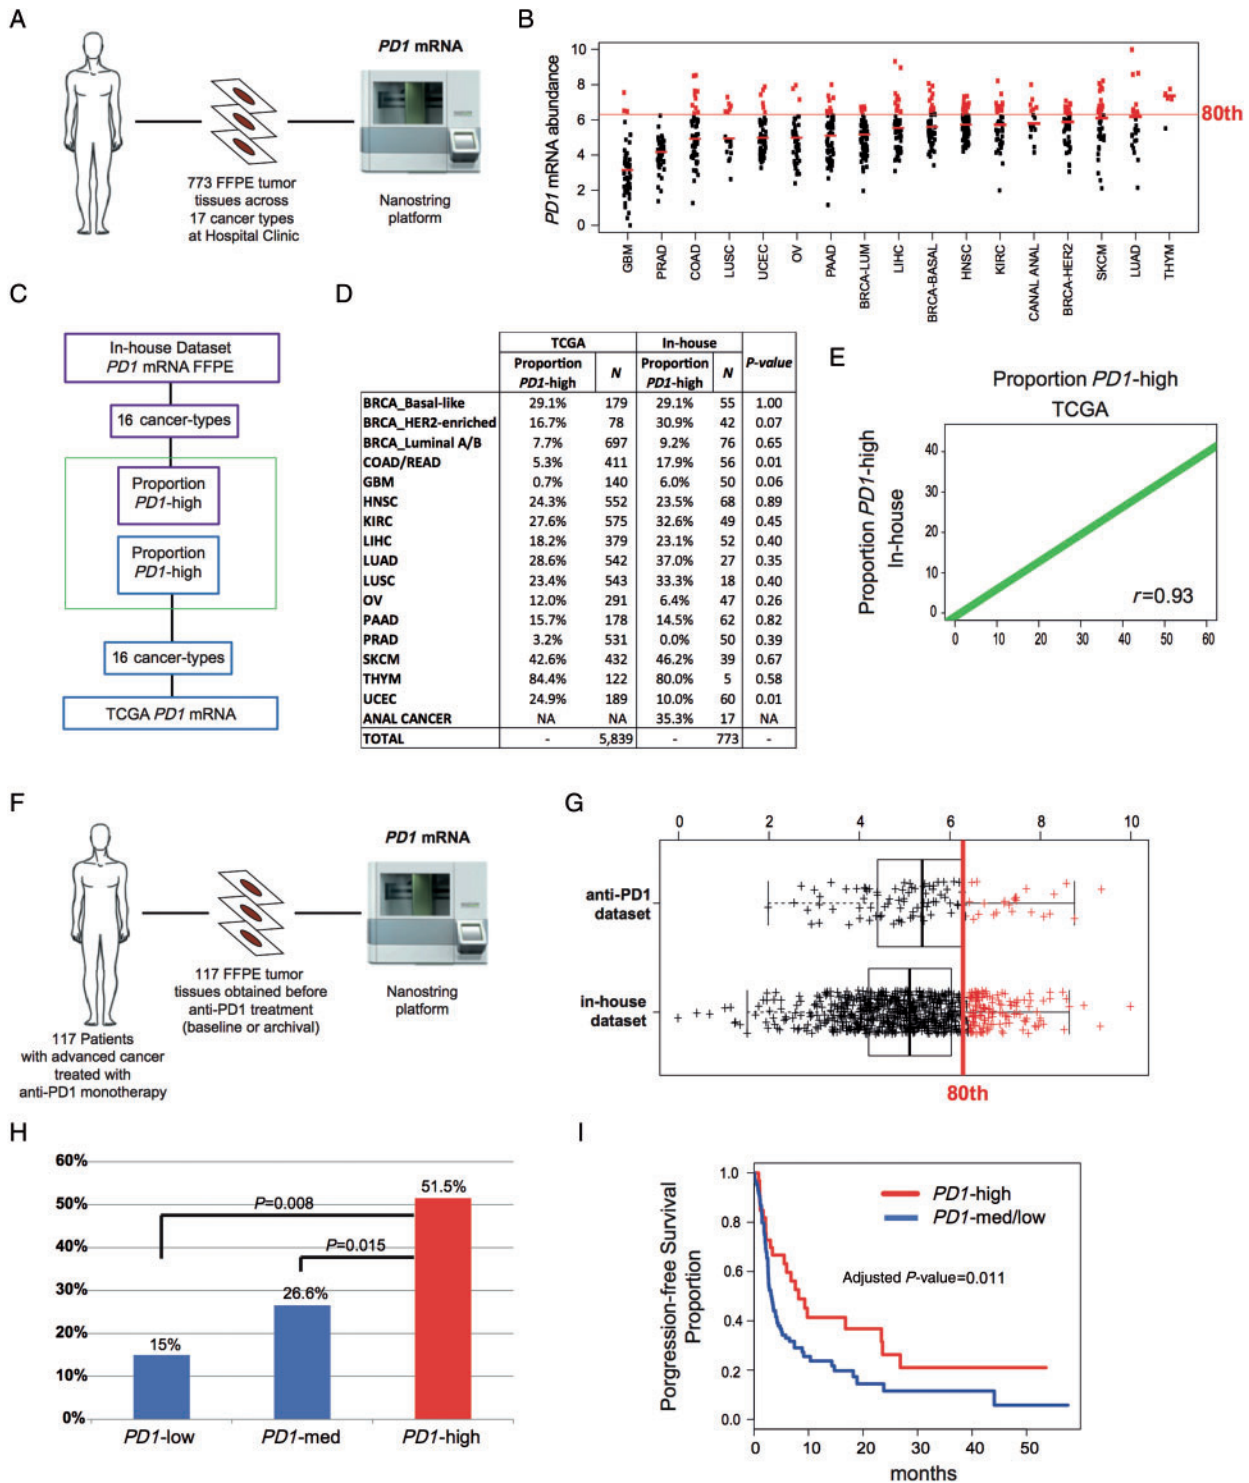 A
PD1 mRNA
773 FFPE tumor
tissues across
17 cancer types
at Hospital Clinic
Nanostring
platform
B
PD1 mRNA abundance
10
8
6
4
2
0
80th
GBM
PRAD
COAD
LUSC
UCEC
OV
PAAD
BRCA-LUM
LIHC
BRCA-BASAL
HNSC
KIRC
CANAL ANAL
BRCA-HER2
SKCM
LUAD
THYM
C
In-house Dataset
PD1 mRNA FFPE
16 cancer-types
Proportion
PD1-high
Proportion
PD1-high
16 cancer-types
TCGA PD1 mRNA
D
TCGA In-house P-value
Proportion PD1-high N Proportion PD1-high N
BRCA_Basal-like 29.1% 179 29.1% 55 1.00
BRCA_HER2-enriched 16.7% 78 30.9% 42 0.07
BRCA_Luminal A/B 7.7% 697 9.2% 76 0.65
COAD/READ 5.3% 411 17.9% 56 0.01
GBM 0.7% 140 6.0% 50 0.06
HNSC 24.3% 552 23.5% 68 0.89
KIRC 27.6% 575 32.6% 49 0.45
LIHC 18.2% 379 23.1% 52 0.40
LUAD 28.6% 542 37.0% 27 0.35
LUSC 23.4% 543 33.3% 18 0.40
OV 12.0% 291 6.4% 47 0.26
PAAD 15.7% 178 14.5% 62 0.82
PRAD 3.2% 531 0.0% 50 0.39
SKCM 42.6% 432 46.2% 39 0.67
THYM 84.4% 122 80.0% 5 0.58
UCEC 24.9% 189 10.0% 60 0.01
ANAL CANCER NA NA 35.3% 17 NA
TOTAL - 5,839 - 773 -
E
Proportion PD1-high
TCGA
Proportion PD1-high
In-house
40
30
20
10
0
r=0.93
0 10 20 30 40 50 60
F
PD1 mRNA
117 Patients
with advanced cancer
treated with
anti-PD1 monotherapy
117 FFPE tumor
tissues obtained before
anti-PD1 treatment
(baseline or archival)
Nanostring
platform
G
0 2 4 6 8 10
anti-PD1
dataset
in-house
dataset
80th
H
60%
50%
40%
30%
20%
10%
0%
51.5%
P=0.008
P=0.015
26.6%
15%
PD1-low PD1-med PD1-high
I
Porgression-free Survival
Proportion
1.0
0.8
0.6
0.4
0.2
0.0
PD1-high
PD1-med/low
Adjusted P-value=0.011
0 10 20 30 40 50
months